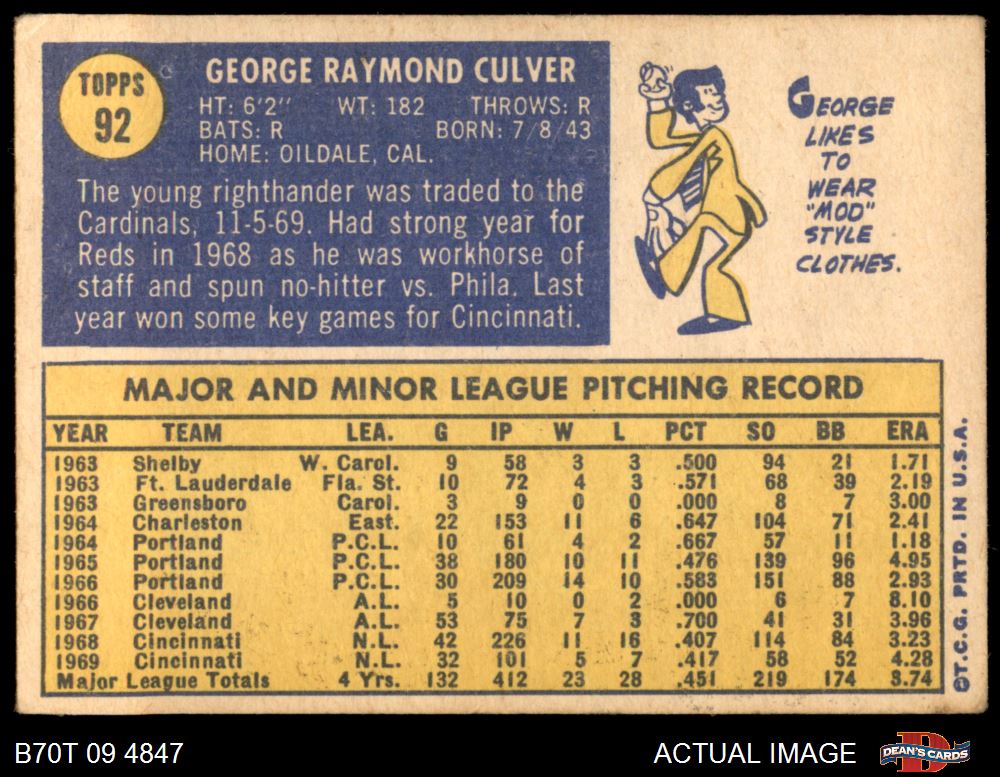 TOPPS
92
GEORGE RAYMOND CULVER
HT: 6'2" WT: 182 THROWS: R
BATS: R BORN: 7/8/43
HOME: OILDALE, CAL.
The young righthander was traded to the
Cardinals, 11-5-69. Had strong year for
Reds in 1968 as he was workhorse of
staff and spun no-hitter vs. Phila. Last
year won some key games for Cincinnati.
GEORGE
LIKES
TO
WEAR
"MOD"
STYLE
CLOTHES.
MAJOR AND MINOR LEAGUE PITCHING RECORD
YEAR TEAM LEA. G IP W L PCT SO BB ERA
1963 Shelby W. Carol. 9 58 3 3 .500 94 21 1.71
1963 Ft. Lauderdale Fla. St. 10 72 4 3 .571 68 39 2.19
1963 Greensboro Carol. 3 9 0 0 .000 8 7 3.00
1964 Charleston East. 22 153 11 6 .647 104 71 2.41
1964 Portland P.C.L. 10 61 4 2 .667 57 11 1.18
1965 Portland P.C.L. 38 180 10 11 .476 139 96 4.95
1966 Portland P.C.L. 30 209 14 10 .583 151 88 2.93
1966 Cleveland A.L. 5 10 0 2 .000 6 7 8.10
1967 Cleveland A.L. 53 75 7 3 .700 41 31 3.96
1968 Cincinnati N.L. 42 226 11 16 .407 114 84 3.23
1969 Cincinnati N.L. 32 101 5 7 .417 58 52 4.28
Major League Totals 4 Yrs. 132 412 23 28 .451 219 174 3.74
©T.C.G. PRTD. IN U.S.A.
B70T 09 4847
ACTUAL IMAGE
DEAN'S CARDS